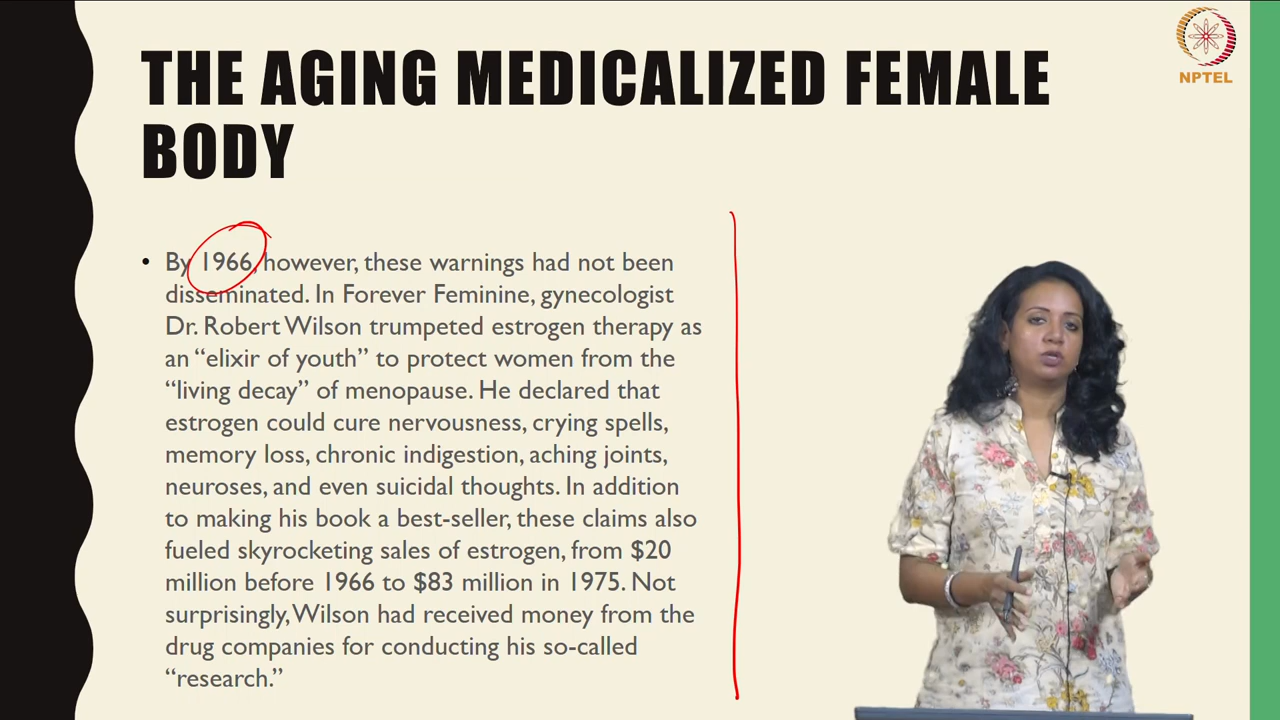 THE AGING MEDICALIZED FEMALE
BODY
NPTEL
• By 1966, however, these warnings had not been
disseminated. In Forever Feminine, gynecologist
Dr. Robert Wilson trumpeted estrogen therapy as
an “elixir of youth” to protect women from the
“living decay” of menopause. He declared that
estrogen could cure nervousness, crying spells,
memory loss, chronic indigestion, aching joints,
neuroses, and even suicidal thoughts. In addition
to making his book a best-seller, these claims also
fueled skyrocketing sales of estrogen, from $20
million before 1966 to $83 million in 1975. Not
surprisingly, Wilson had received money from the
drug companies for conducting his so-called
“research.”